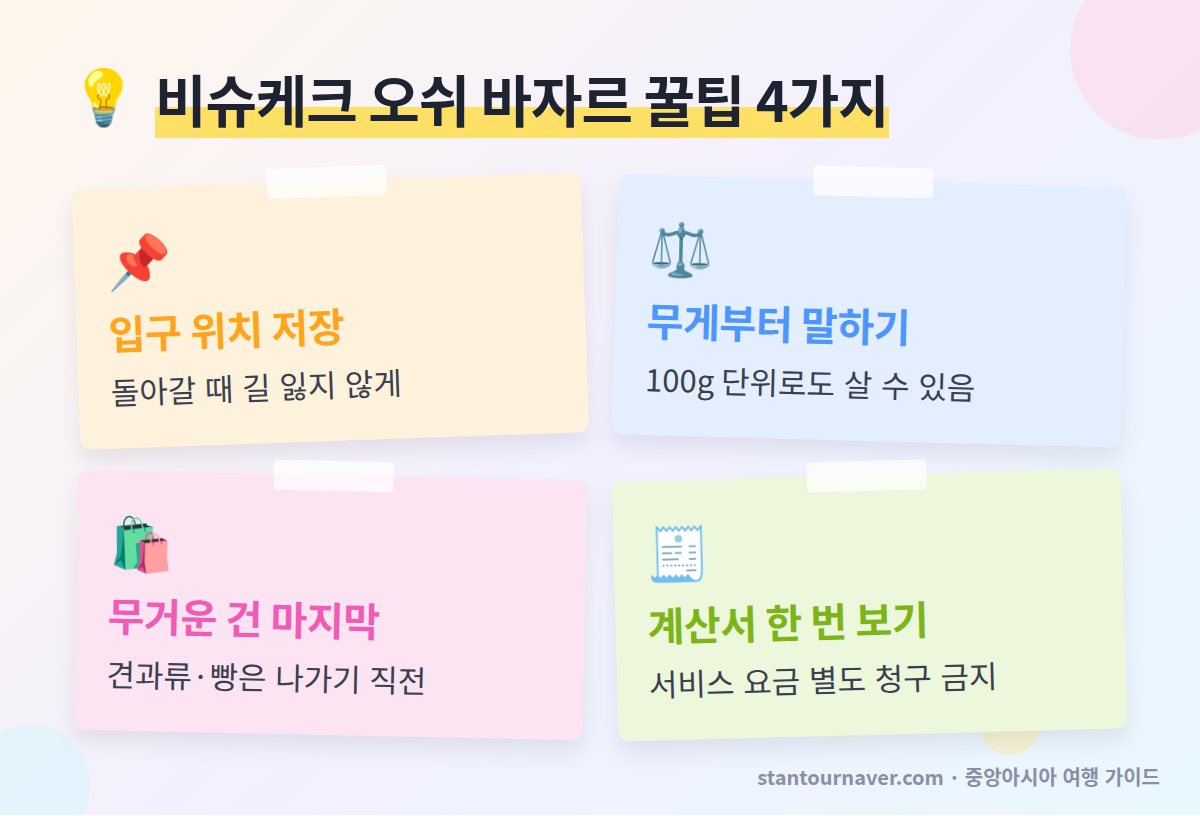 비슈케크 오쉬 바자르 꿀팁 4가지
입구 위치 저장
돌아갈 때 길 잃지 않게
무게부터 말하기
100g 단위로도 살 수 있음
무거운 건 마지막
견과류·빵은 나가기 직전
계산서 한 번 보기
서비스 요금 별도 청구 금지
stantournaver.com · 중앙아시아 여행 가이드